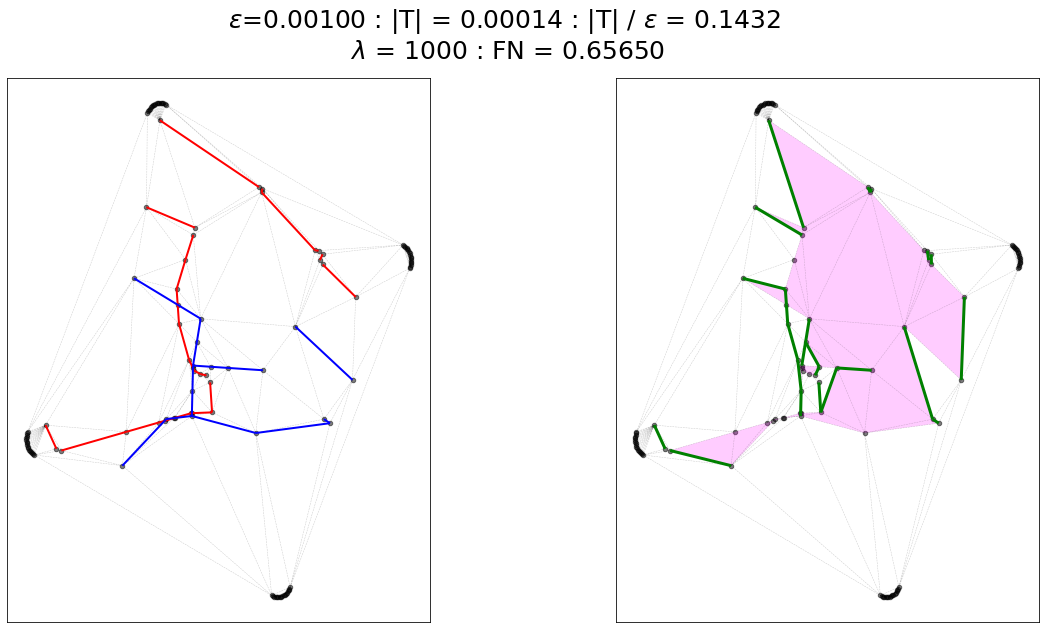 ε=0.00100 : |T| = 0.00014 : |T| / ε = 0.1432
λ = 1000 : FN = 0.65650